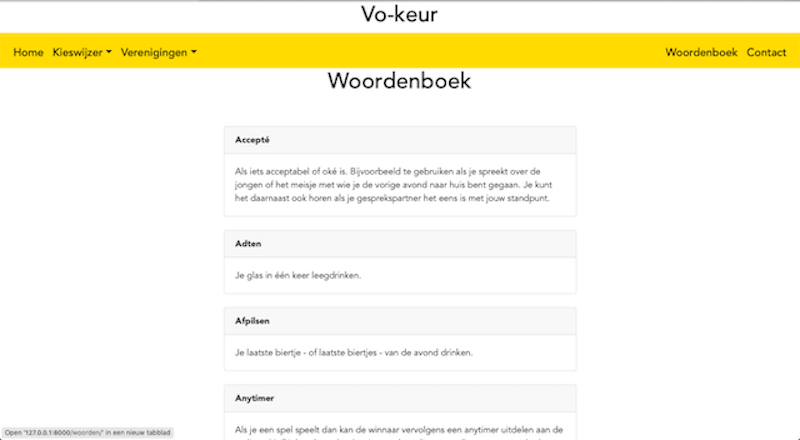 Vo-keur
Home Kieswijzer Verenigingen Woordenboek Contact
Woordenboek
Accepté
Als iets acceptabel of oké is. Bijvoorbeeld te gebruiken als je spreekt over de
jongen of het meisje met wie je de vorige avond naar huis bent gegaan. Je kunt
het daarnaast ook horen als je gesprekspartner het eens is met jouw standpunt.
Adten
Je glas in één keer leegdrinken.
Afpilsen
Je laatste biertje - of laatste biertjes - van de avond drinken.
Anytimer
Als je een spel speelt dan kan de winnaar vervolgens een anytimer uitdelen aan de
Open "127.0.0.1:8000/woorden/" in een nieuw tabblad